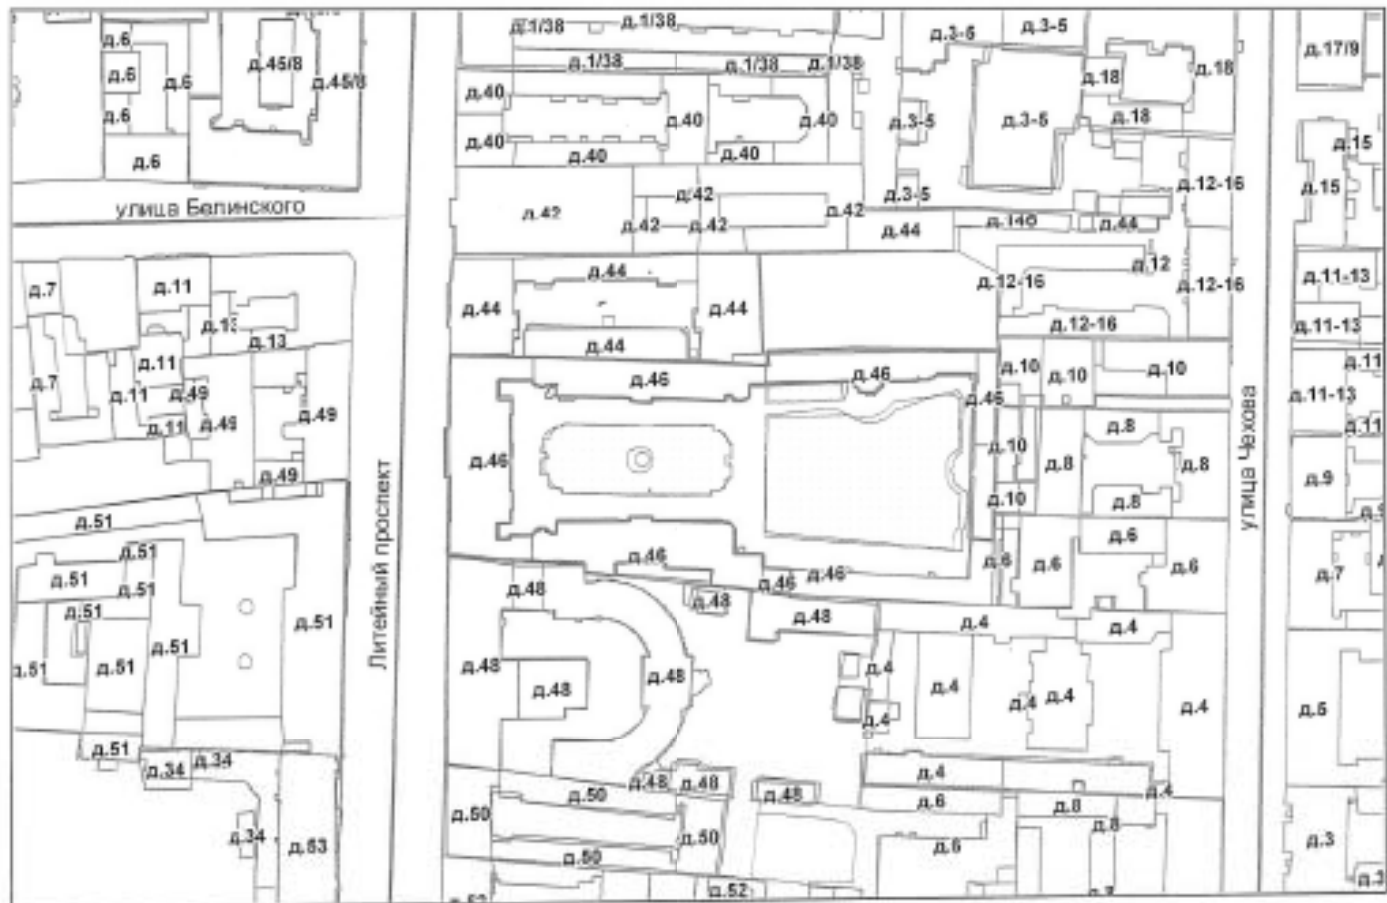 д.6
д.45/8
д.1/38
д.1/38
д.3-5
д.3-5
д.17/9
д.6
д.6
д.45/8
д.1/38
д.1/38
д.1/38
д.18
д.18
д.6
д.40
д.40
д.40
д.3-5
д.3-5
д.18
д.6
д.40
д.40
д.40
д.15
д.15
улица Белинского
д.42
д.42
д.42
д.42
д.42
д.3-5
д.44
д.44
д.12-16
д.7
д.11
д.44
д.44
д.44
д.12
д.12-16
д.12-16
д.11-13
д.13
д.44
д.12-16
д.11-13
д.7
д.11
д.11
д.49
д.49
д.49
д.11
д.46
д.46
д.46
д.10
д.10
д.10
д.11
д.11-13
д.11
Литейный проспект
улица Чехова
д.49
д.46
д.10
д.10
д.8
д.8
д.8
д.8
д.9
д.51
д.51
д.51
д.51
д.51
д.51
д.51
д.51
д.46
д.46
д.46
д.6
д.6
д.6
д.6
д.7
д.48
д.48
д.48
д.4
д.4
д.48
д.48
д.48
д.4
д.4
д.4
д.4
д.4
д.4
д.5
д.51
д.34
д.34
д.48
д.48
д.48
д.4
д.4
д.34
д.53
д.50
д.50
д.50
д.50
д.6
д.6
д.8
д.8
д.3
д.52